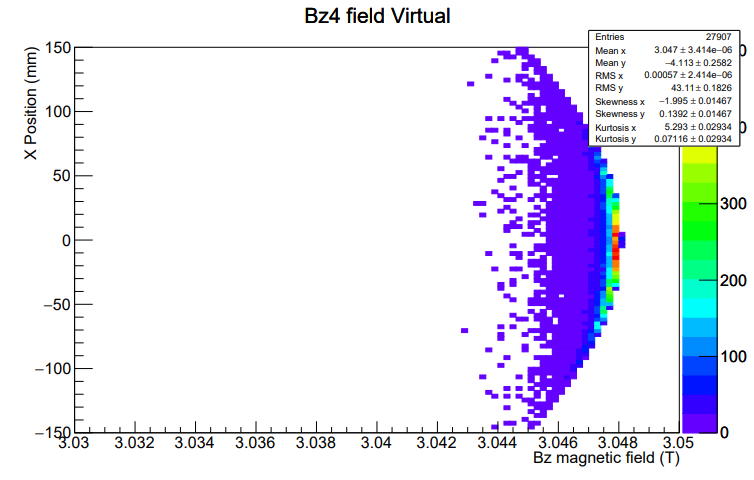 Bz4 field Virtual
Entries 27907
Mean x 3.047 ± 3.414e−06
Mean y −4.113 ± 0.2582
RMS x 0.00057 ± 2.414e−06
RMS y 43.11 ± 0.1826
Skewness x −1.995 ± 0.01467
Skewness y 0.1392 ± 0.01467
Kurtosis x 5.293 ± 0.02934
Kurtosis y 0.07116 ± 0.02934
X Position (mm)
150
100
50
0
−50
−100
−150
0
0
300
200
100
0
3.03 3.032 3.034 3.036 3.038 3.04 3.042 3.044 3.046 3.048 3.05
Bz magnetic field (T)